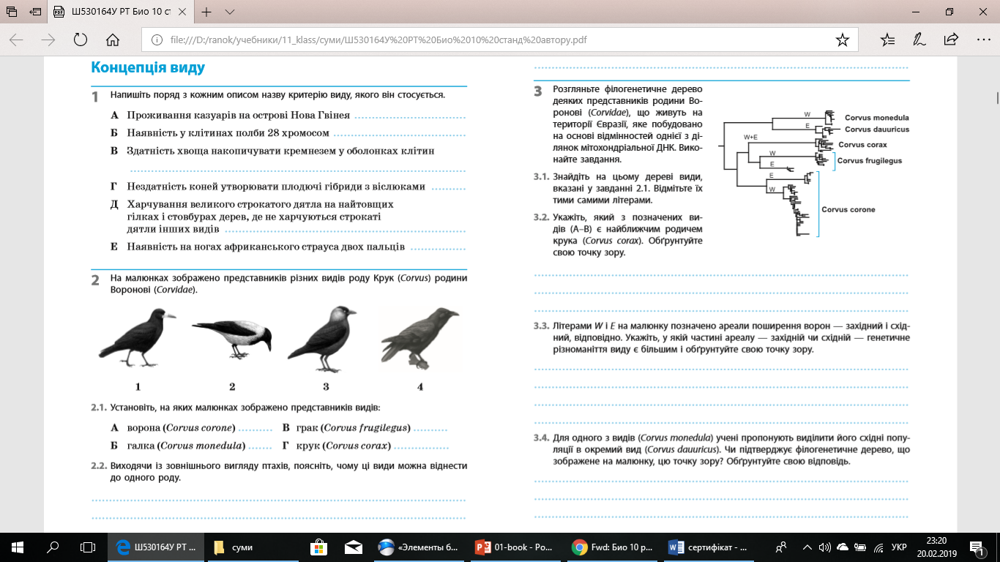 Ш530164У РТ Био 10 ст
file:///D:/ranok/учебники/11_klass/суми/Ш530164У%20РТ%20Био%2010%20станд%20автору.pdf
Концепція виду
1 Напишіть поряд з кожним описом назву критерію виду, якого він стосується.
А Проживання казуарів на острові Нова Гвінея
Б Наявність у клітинах полби 28 хромосом
В Здатність хвоща накопичувати кремнезем у оболонках клітин
Г Нездатність коней утворювати плодючі гібриди з віслюками
Д Харчування великого строкатого дятла на найтовщих
гілках і стовбурах дерев, де не харчуються строкаті
дятли інших видів
Е Наявність на ногах африканського страуса двох пальців
2 На малюнках зображено представників різних видів роду Крук (Corvus) родини
Воронові (Corvidae).
1 2 3 4
2.1. Установіть, на яких малюнках зображено представників видів:
А ворона (Corvus corone) В грак (Corvus frugilegus)
Б галка (Corvus monedula) Г крук (Corvus corax)
2.2. Виходячи із зовнішнього вигляду птахів, поясніть, чому ці види можна віднести
до одного роду.
3 Розгляньте філогенетичне дерево
деяких представників родини Во-
ронові (Corvidae), що живуть на
території Євразії, яке побудовано
на основі відмінностей однієї з ді-
лянок мітохондріальної ДНК. Вико-
найте завдання.
3.1. Знайдіть на цьому дереві види,
вказані у завданні 2.1. Відмітьте їх
тими самими літерами.
3.2. Укажіть, який з позначених ви-
дів (А–В) є найближчим родичем
крука (Corvus corax). Обґрунтуйте
свою точку зору.
W
Corvus monedula
E
Corvus dauuricus
W+E
Corvus corax
W
Corvus frugilegus
E
E
W
Corvus corone
3.3. Літерами W і E на малюнку позначено ареали поширення ворон — західний і схід-
ний, відповідно. Укажіть, у якій частині ареалу — західній чи східній — генетичне
різноманіття виду є більшим і обґрунтуйте свою точку зору.
3.4. Для одного з видів (Corvus monedula) учені пропонують виділити його східні попу-
ляції в окремий вид (Corvus dauuricus). Чи підтверджує філогенетичне дерево, що
зображене на малюнку, цю точку зору? Обґрунтуйте свою відповідь.
Ш530164У РТ ...
суми
«Элементы б...
01-book - Po...
Fwd: Био 10 р...
сертифікат - ...
УКР
23:20
20.02.2019
1